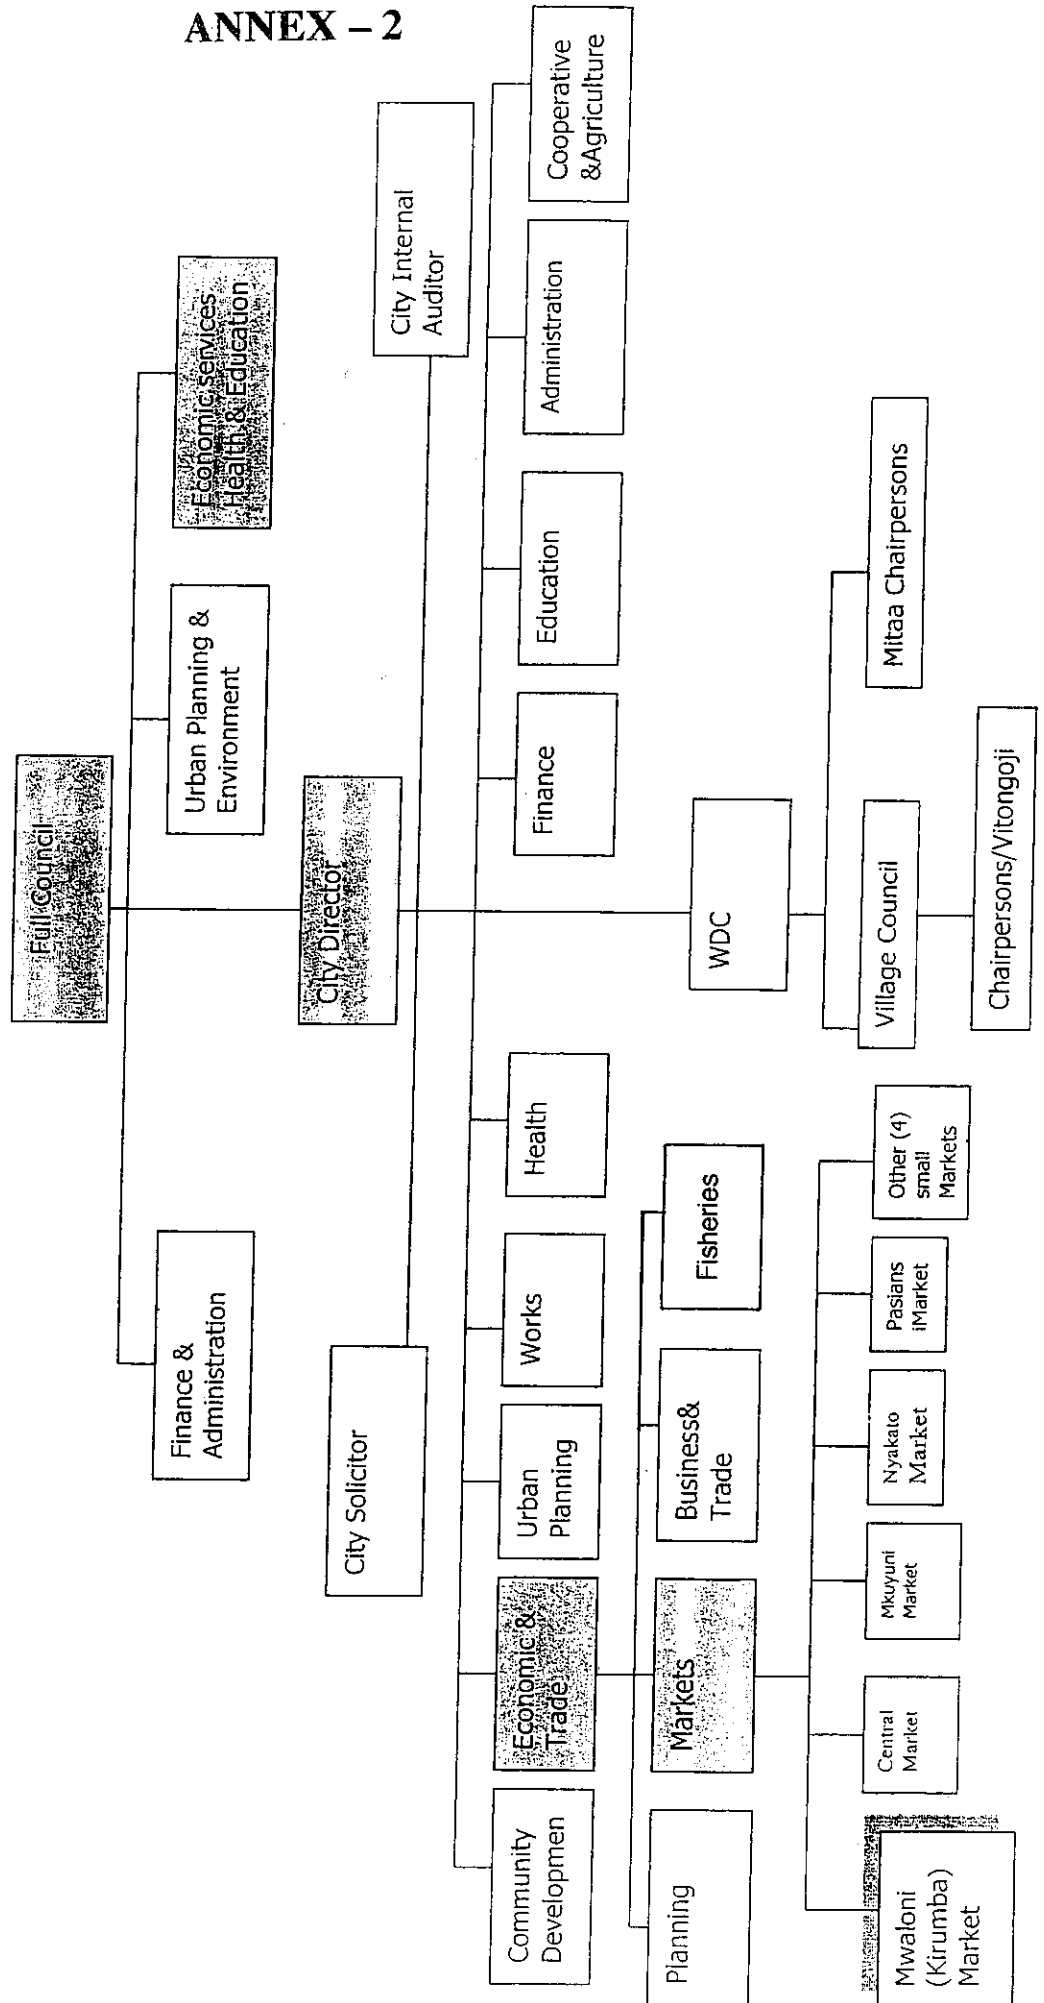 ANNEX – 2
Full Council
Finance &
Administration
Urban Planning &
Environment
Economic services
Health & Education
City Director
City Solicitor
City Internal
Auditor
Community
Developmen
Economic &
Trade
Urban
Planning
Works
Health
Finance
Education
Administration
Cooperative
&Agriculture
Planning
Markets
Business&
Trade
Fisheries
WDC
Mwaloni
(Kirumba)
Market
Central
Market
Mkuyuni
Market
Nyakato
Market
Pasians
iMarket
Other (4)
small
Markets
Village Council
Mitaa Chairpersons
Chairpersons/Vitongoji